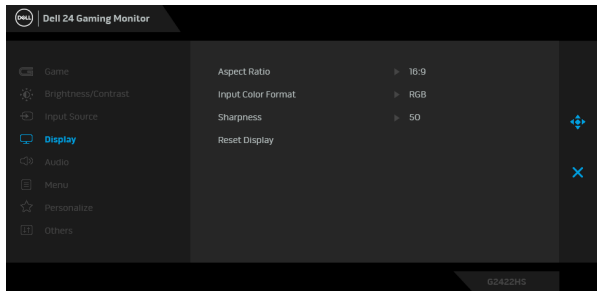 DELL
Dell 24 Gaming Monitor
Game
Brightness/Contrast
Input Source
Display
Audio
Menu
Personalize
Others
Aspect Ratio 16:9
Input Color Format RGB
Sharpness 50
Reset Display
G2422HS